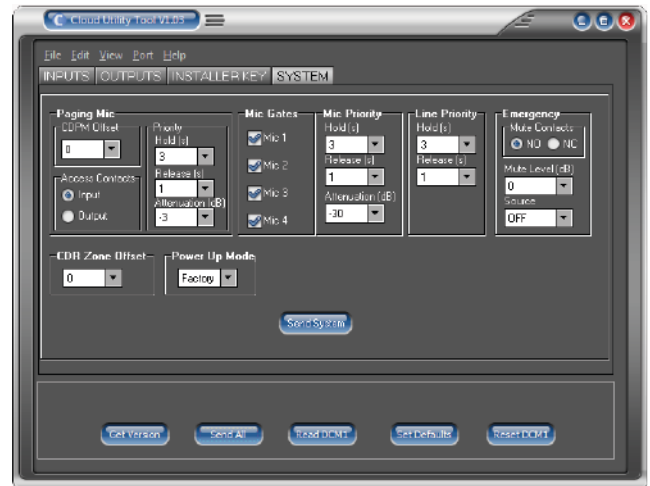 Cloud Utility Tool V1.03
File Edit View Port Help
INPUTS OUTPUTS INSTALLER KEY SYSTEM
Paging Mic
CDPM Offset
0
Access Contacts
Input
Output
Priority
Hold (s)
3
Release (s)
1
Attenuation (dB)
-3
Mic Gates
Mic 1
Mic 2
Mic 3
Mic 4
Mic Priority
Hold (s)
3
Release (s)
1
Attenuation (dB)
-30
Line Priority
Hold (s)
3
Release (s)
1
Emergency
Mute Contacts
NO NC
Mute Level (dB)
0
Source
OFF
CDR Zone Offset
0
Power Up Mode
Factory
Send System
Get Version Send All Read DCM1 Set Defaults Reset DCM1